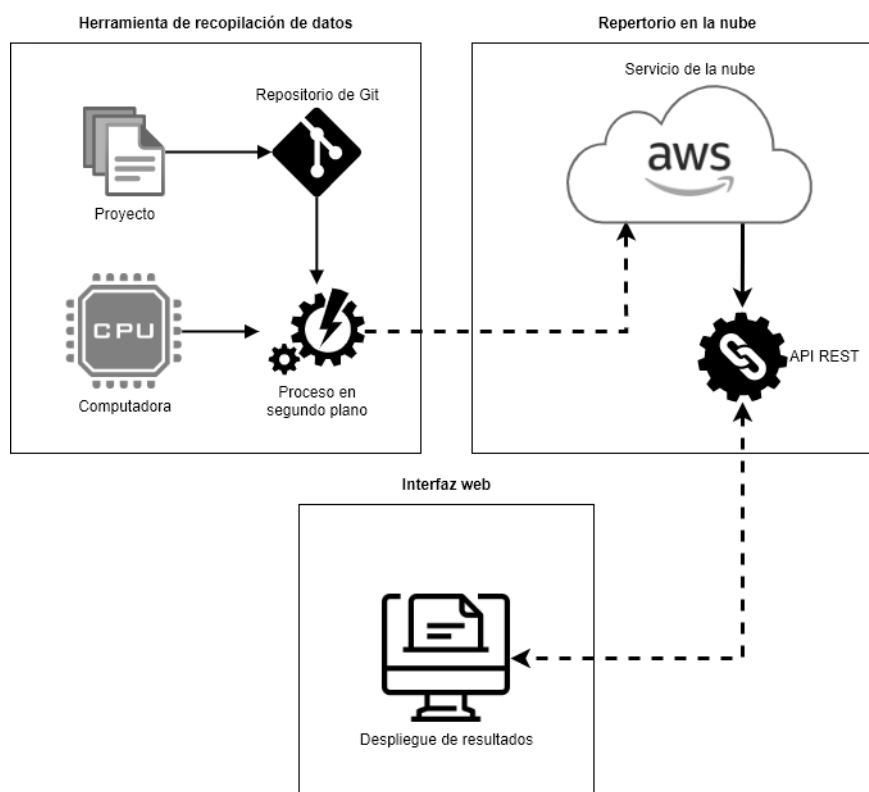 Herramienta de recopilación de datos
Repertorio en la nube
Repositorio de Git
Proyecto
CPU
Computadora
Proceso en
segundo plano
Servicio de la nube
aws
API REST
Interfaz web
Despliegue de resultados